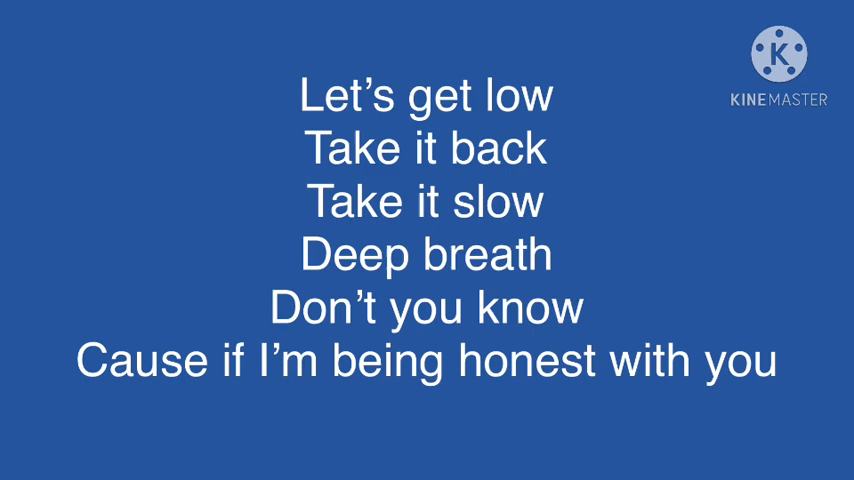 Let’s get low
Take it back
Take it slow
Deep breath
Don’t you know
Cause if I’m being honest with you
K
KINEMASTER